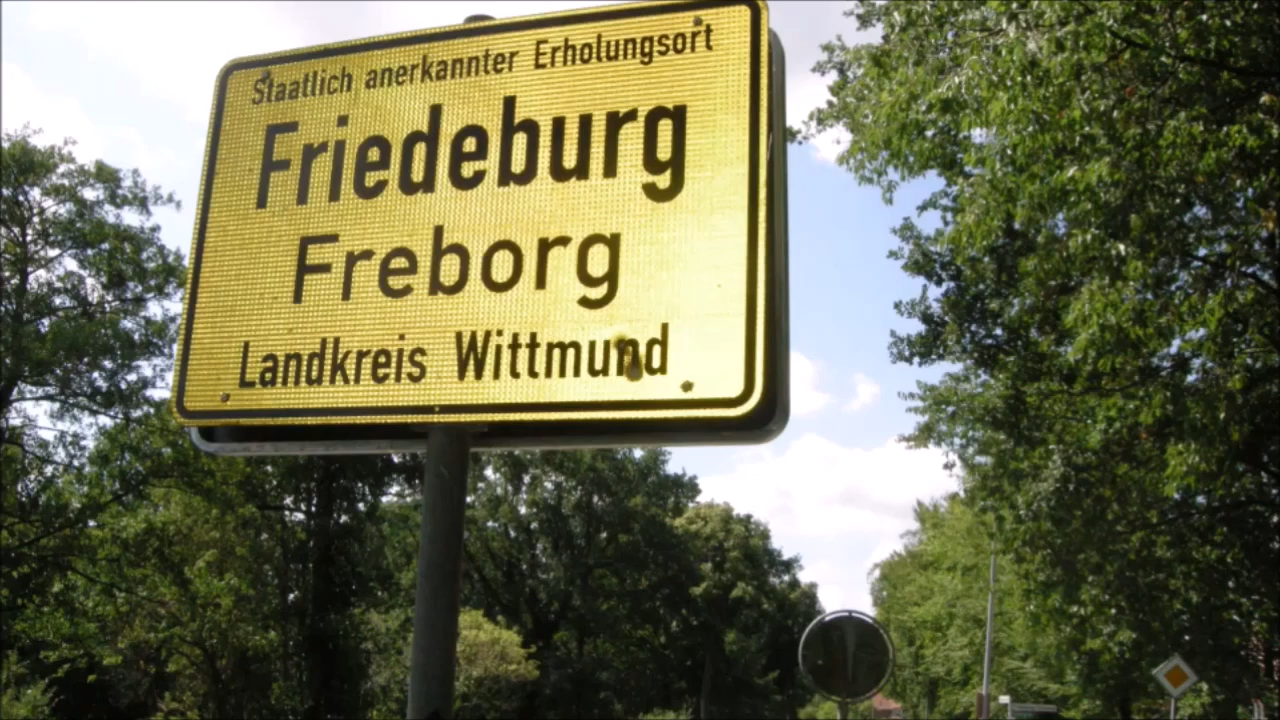 Staatlich anerkannter Erholungsort
Friedeburg
Freborg
Landkreis Wittmund